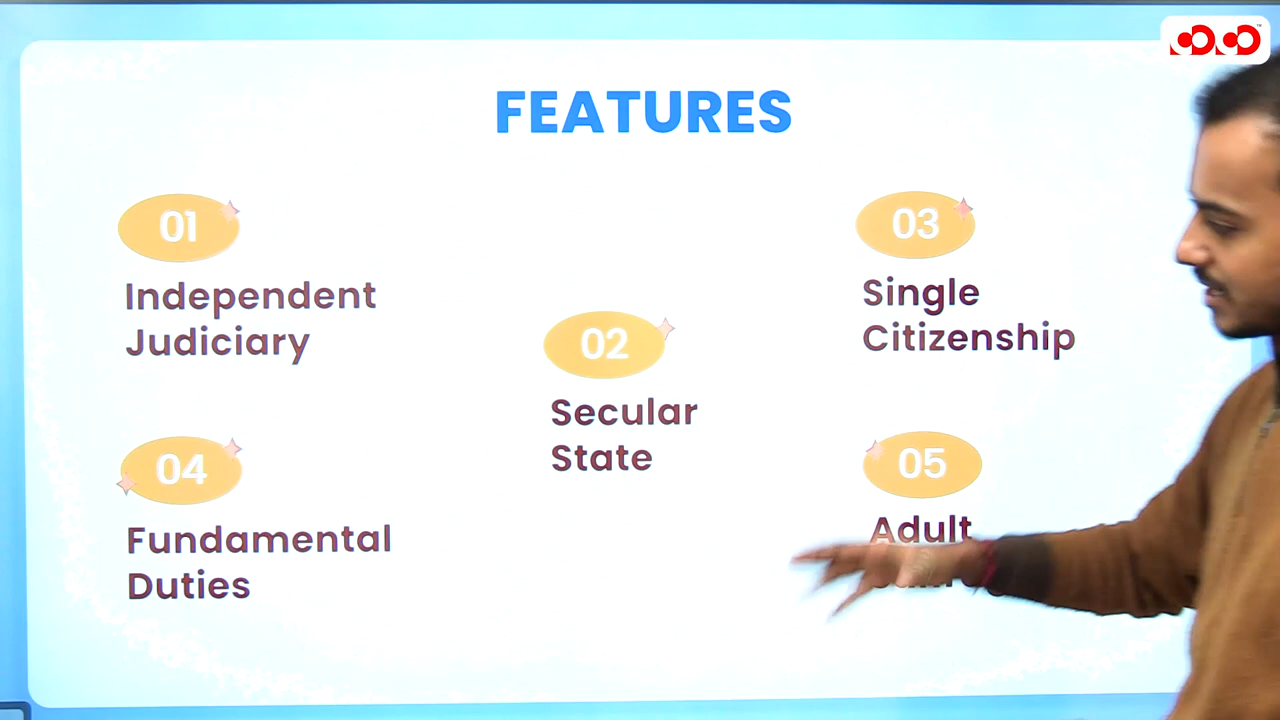 FEATURES
01
Independent
Judiciary
02
Secular
State
03
Single
Citizenship
04
Fundamental
Duties
05
Adult